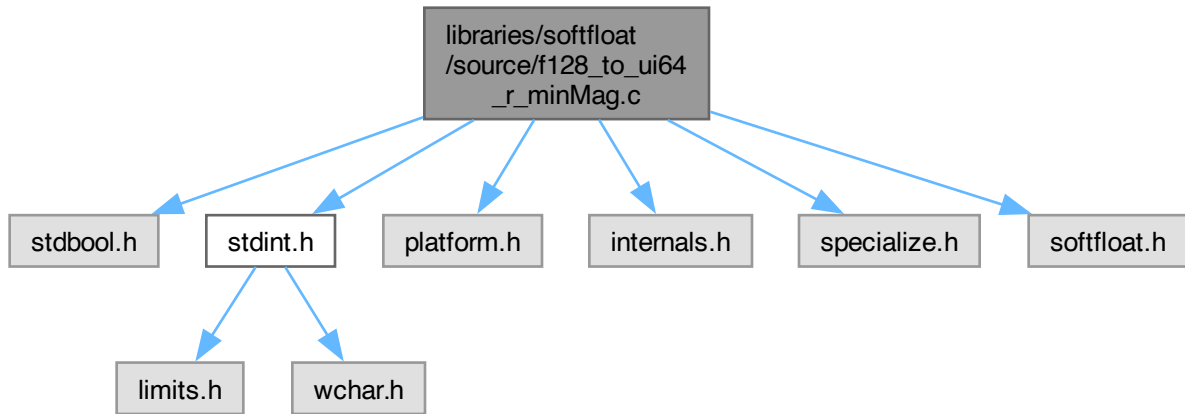 libraries/softfloat
/source/f128_to_ui64
_r_minMag.c
stdbool.h
stdint.h
platform.h
internals.h
specialize.h
softfloat.h
limits.h
wchar.h